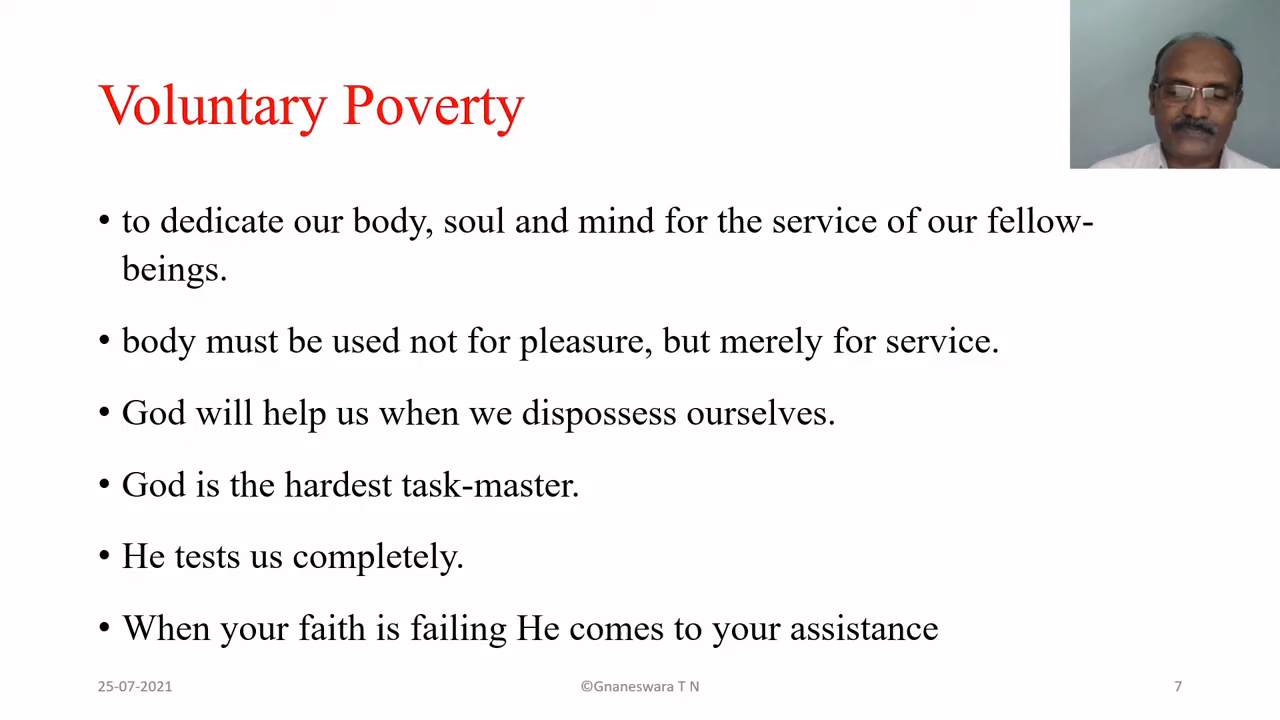 Voluntary Poverty
• to dedicate our body, soul and mind for the service of our fellow-
beings.
• body must be used not for pleasure, but merely for service.
• God will help us when we dispossess ourselves.
• God is the hardest task-master.
• He tests us completely.
• When your faith is failing He comes to your assistance
25-07-2021
©Gnaneswara T N
7